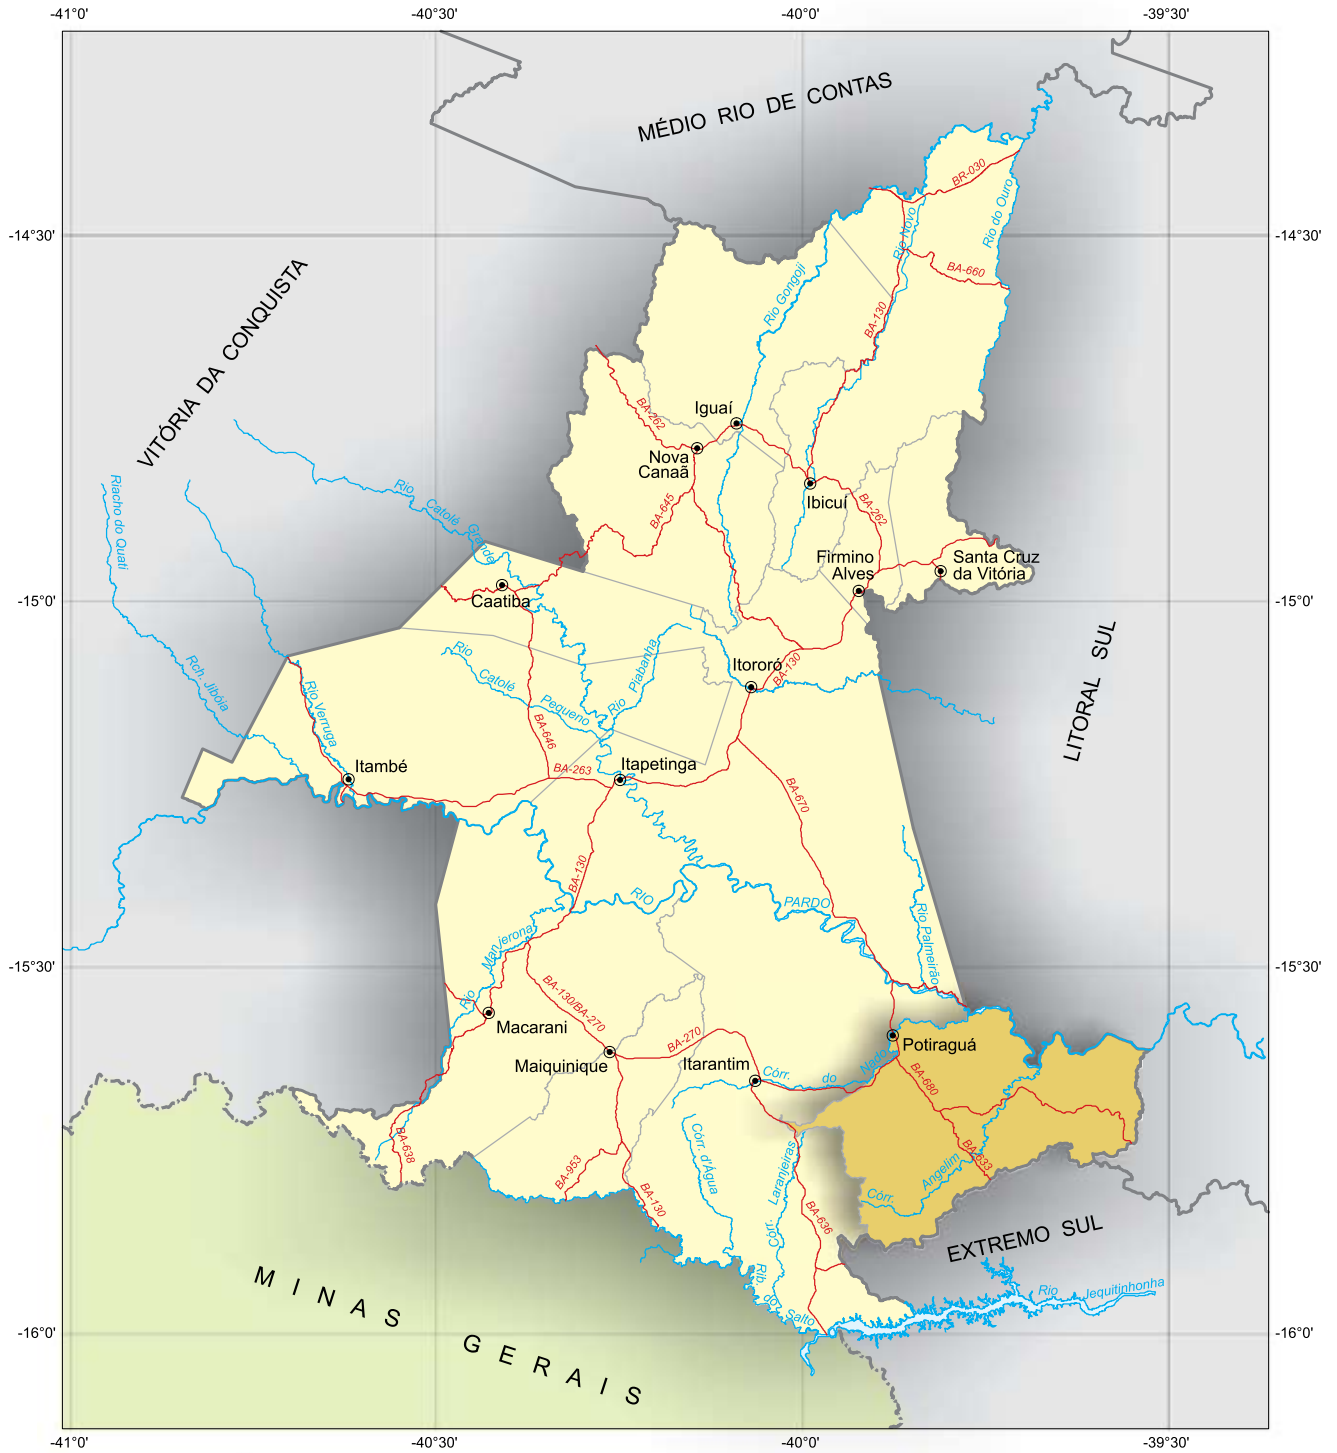 -41°0'
-40°30'
-40°0'
-39°30'
MÉDIO RIO DE CONTAS
BR-030
Rio do Ouro
Rio Novo
-14°30'
-14°30'
BA-660
Rio Gongoji
BA-130
VITÓRIA DA CONQUISTA
Iguaí
BA-262
Nova
Canaã
Ibicuí
BA-262
BA-645
Rio Catolé Grande
Riacho do Quati
Firmino
Alves
Santa Cruz
da Vitória
Caatiba
-15°0'
-15°0'
Rch. Jibóia
Rio Catolé Pequeno
Rio Piabanha
Itororó
BA-130
LITORAL SUL
Rio Verruga
BA-646
Itambé
BA-263
Itapetinga
BA-670
BA-130
RIO PARDO
Rio Palmeirão
Rio Manjerona
-15°30'
-15°30'
BA-130/BA-270
Macarani
Maiquinique
BA-270
Itarantim
Córr. do Nado
Potiraguá
BA-680
BA-638
BA-953
BA-130
Córr. d'Água
Córr. Laranjeiras
BA-633
Córr. Angelim
BA-636
EXTREMO SUL
Rib. do Salto
Rio Jequitinhonha
MINAS GERAIS
-16°0'
-16°0'
-41°0'
-40°30'
-40°0'
-39°30'